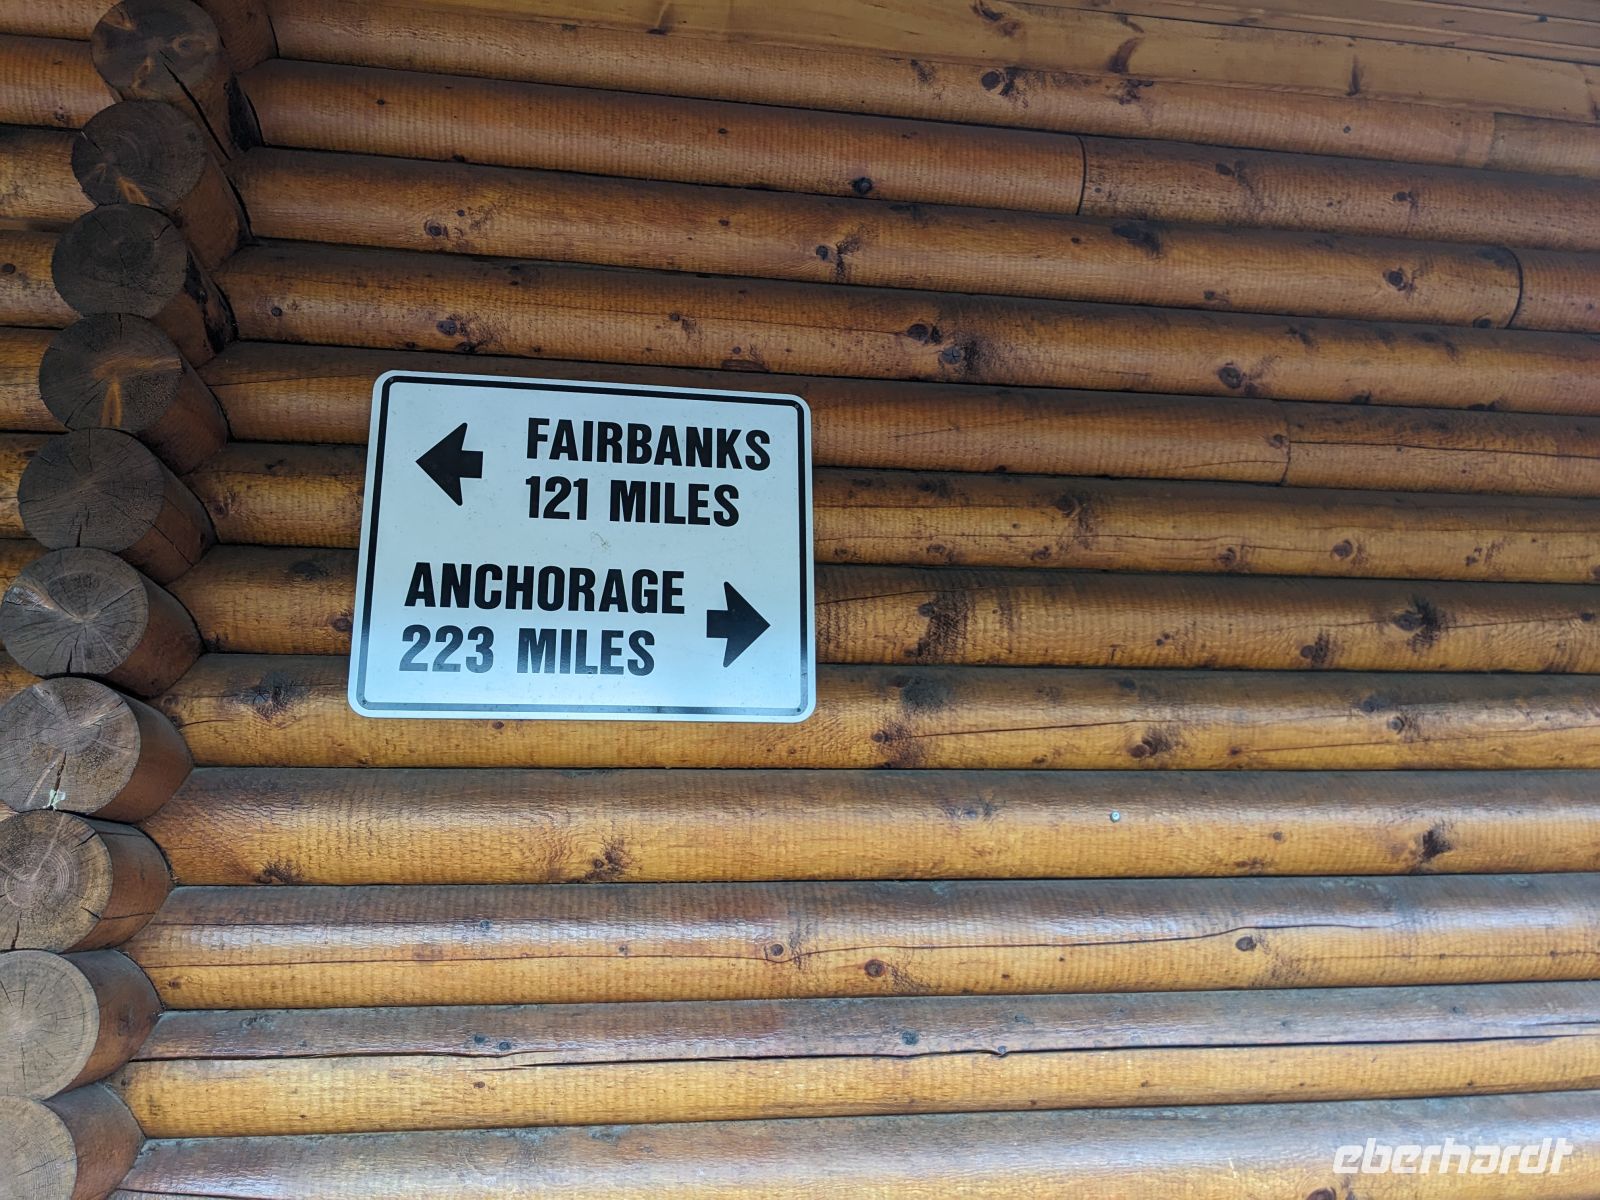 FAIRBANKS
121 MILES
ANCHORAGE
223 MILES
eberhardt